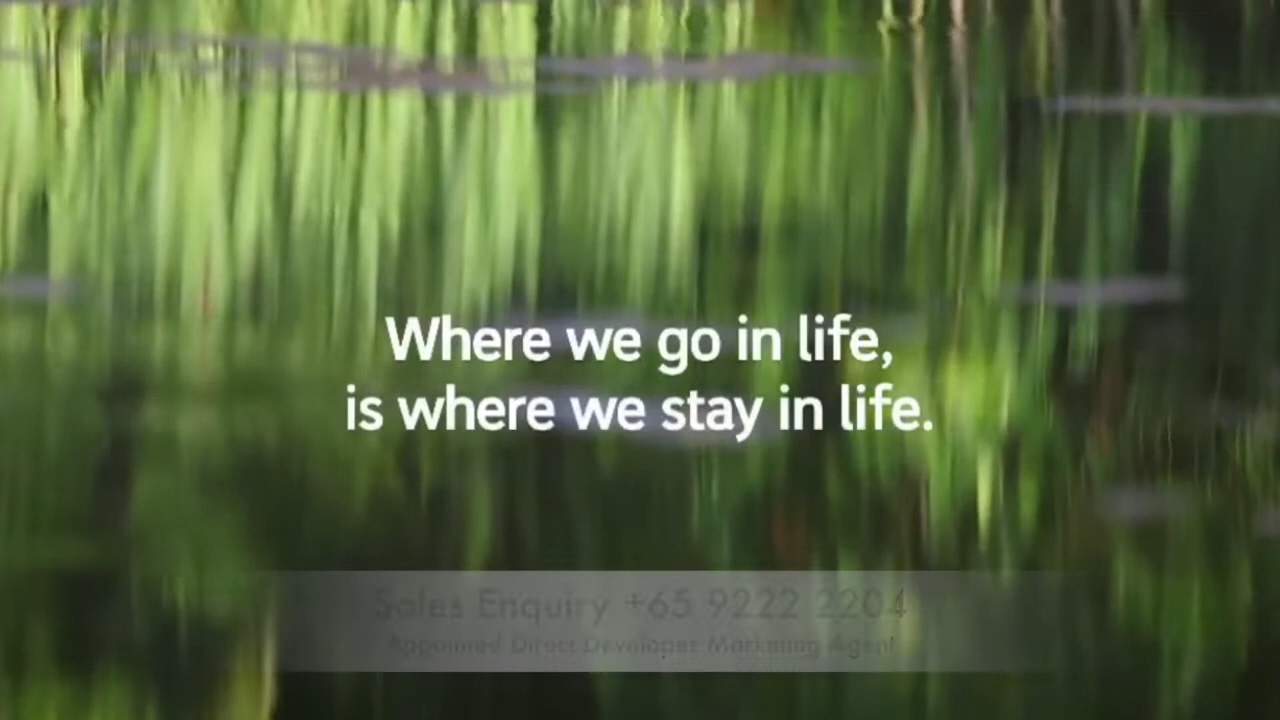 Where we go in life,
is where we stay in life.
Sales Enquiry +65 9222 2204
Appointed Direct Developer Marketing Agent